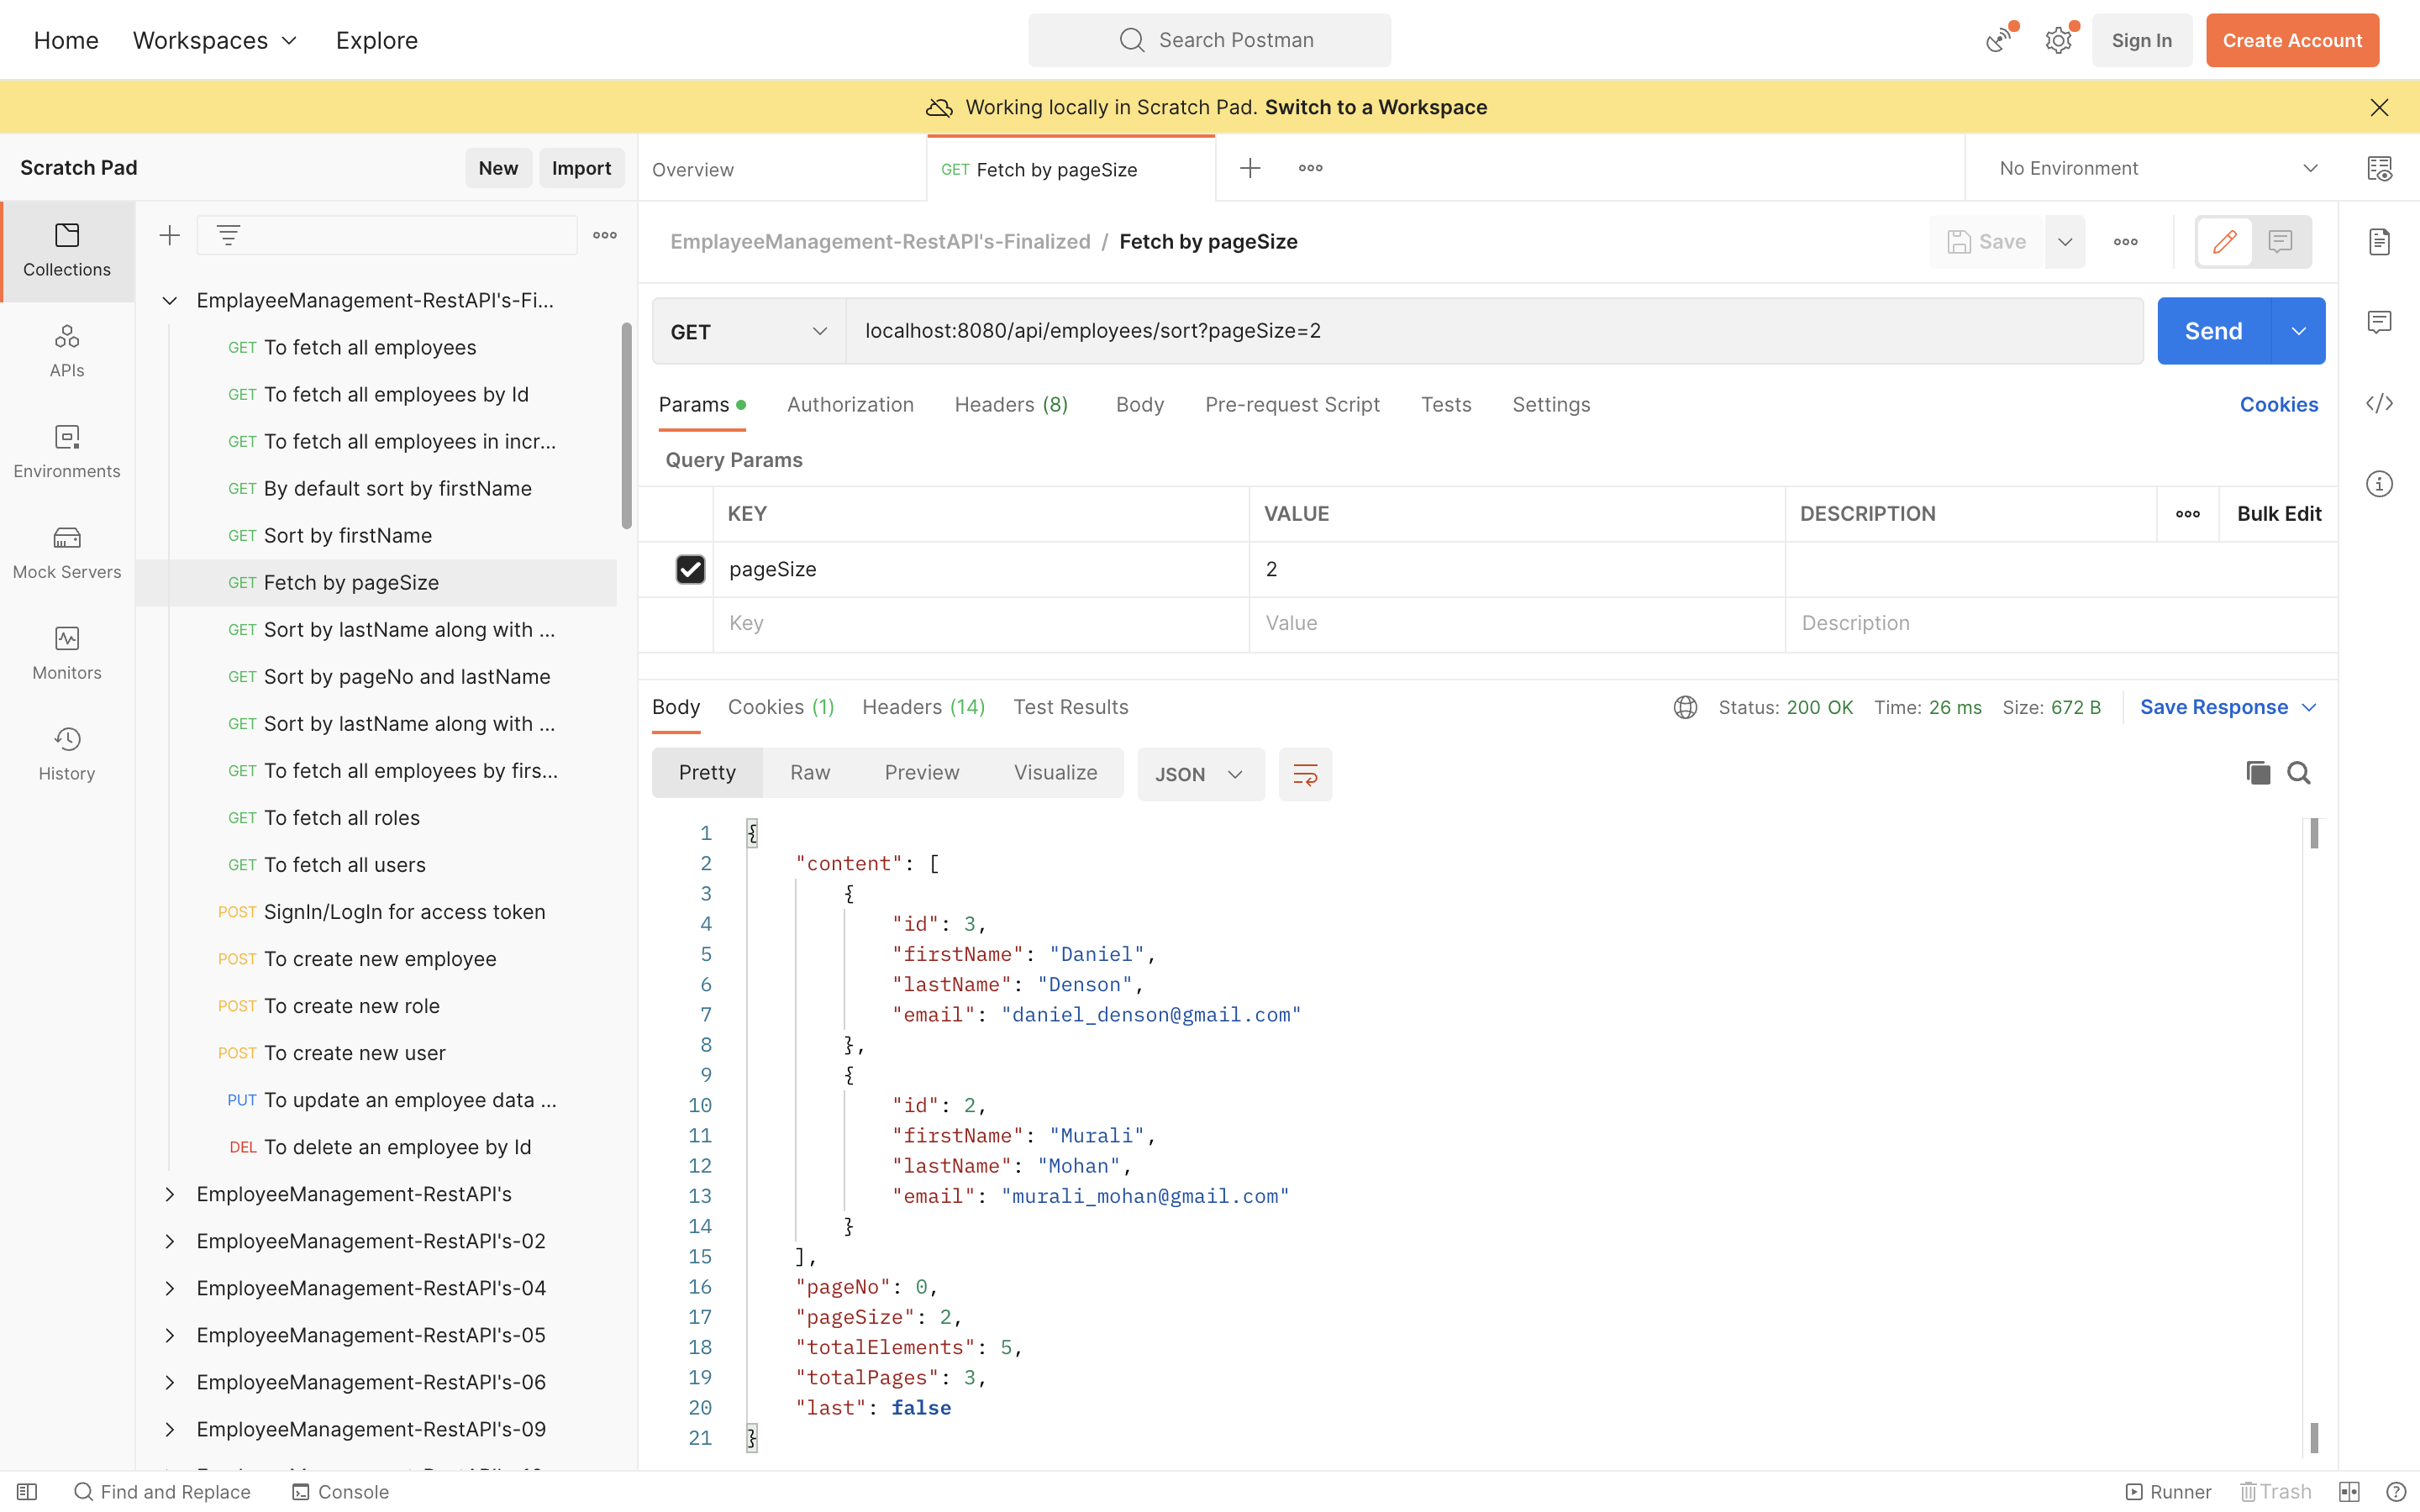 Home
Workspaces
Explore
Search Postman
Sign In
Create Account
Working locally in Scratch Pad. Switch to a Workspace
Scratch Pad
New
Import
Overview
GET Fetch by pageSize
No Environment
Collections
APIs
Environments
Mock Servers
Monitors
History
EmplayeeManagement-RestAPI's-Fi...
GET To fetch all employees
GET To fetch all employees by Id
GET To fetch all employees in incr...
GET By default sort by firstName
GET Sort by firstName
GET Fetch by pageSize
GET Sort by lastName along with ...
GET Sort by pageNo and lastName
GET Sort by lastName along with ...
GET To fetch all employees by firs...
GET To fetch all roles
GET To fetch all users
POST SignIn/LogIn for access token
POST To create new employee
POST To create new role
POST To create new user
PUT To update an employee data ...
DEL To delete an employee by Id
EmployeeManagement-RestAPI's
EmployeeManagement-RestAPI's-02
EmployeeManagement-RestAPI's-04
EmployeeManagement-RestAPI's-05
EmployeeManagement-RestAPI's-06
EmployeeManagement-RestAPI's-09
EmplayeeManagement-RestAPI's-Finalized / Fetch by pageSize
Save
GET
localhost:8080/api/employees/sort?pageSize=2
Send
Params
Authorization
Headers (8)
Body
Pre-request Script
Tests
Settings
Cookies
Query Params
KEY
VALUE
DESCRIPTION
Bulk Edit
pageSize
2
Key
Value
Description
Body
Cookies (1)
Headers (14)
Test Results
Status: 200 OK
Time: 26 ms
Size: 672 B
Save Response
Pretty
Raw
Preview
Visualize
JSON
1 {
2 "content": [
3 {
4 "id": 3,
5 "firstName": "Daniel",
6 "lastName": "Denson",
7 "email": "daniel_denson@gmail.com"
8 },
9 {
10 "id": 2,
11 "firstName": "Murali",
12 "lastName": "Mohan",
13 "email": "murali_mohan@gmail.com"
14 }
15 ],
16 "pageNo": 0,
17 "pageSize": 2,
18 "totalElements": 5,
19 "totalPages": 3,
20 "last": false
21 }
Find and Replace
Console
Runner
Trash